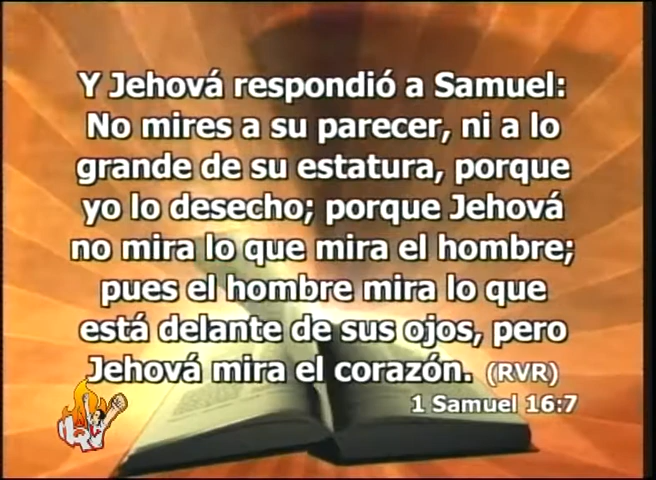 Y Jehová respondió a Samuel:
No mires a su parecer, ni a lo
grande de su estatura, porque
yo lo desecho; porque Jehová
no mira lo que mira el hombre;
pues el hombre mira lo que
está delante de sus ojos, pero
Jehová mira el corazón. (RVR)
1 Samuel 16:7